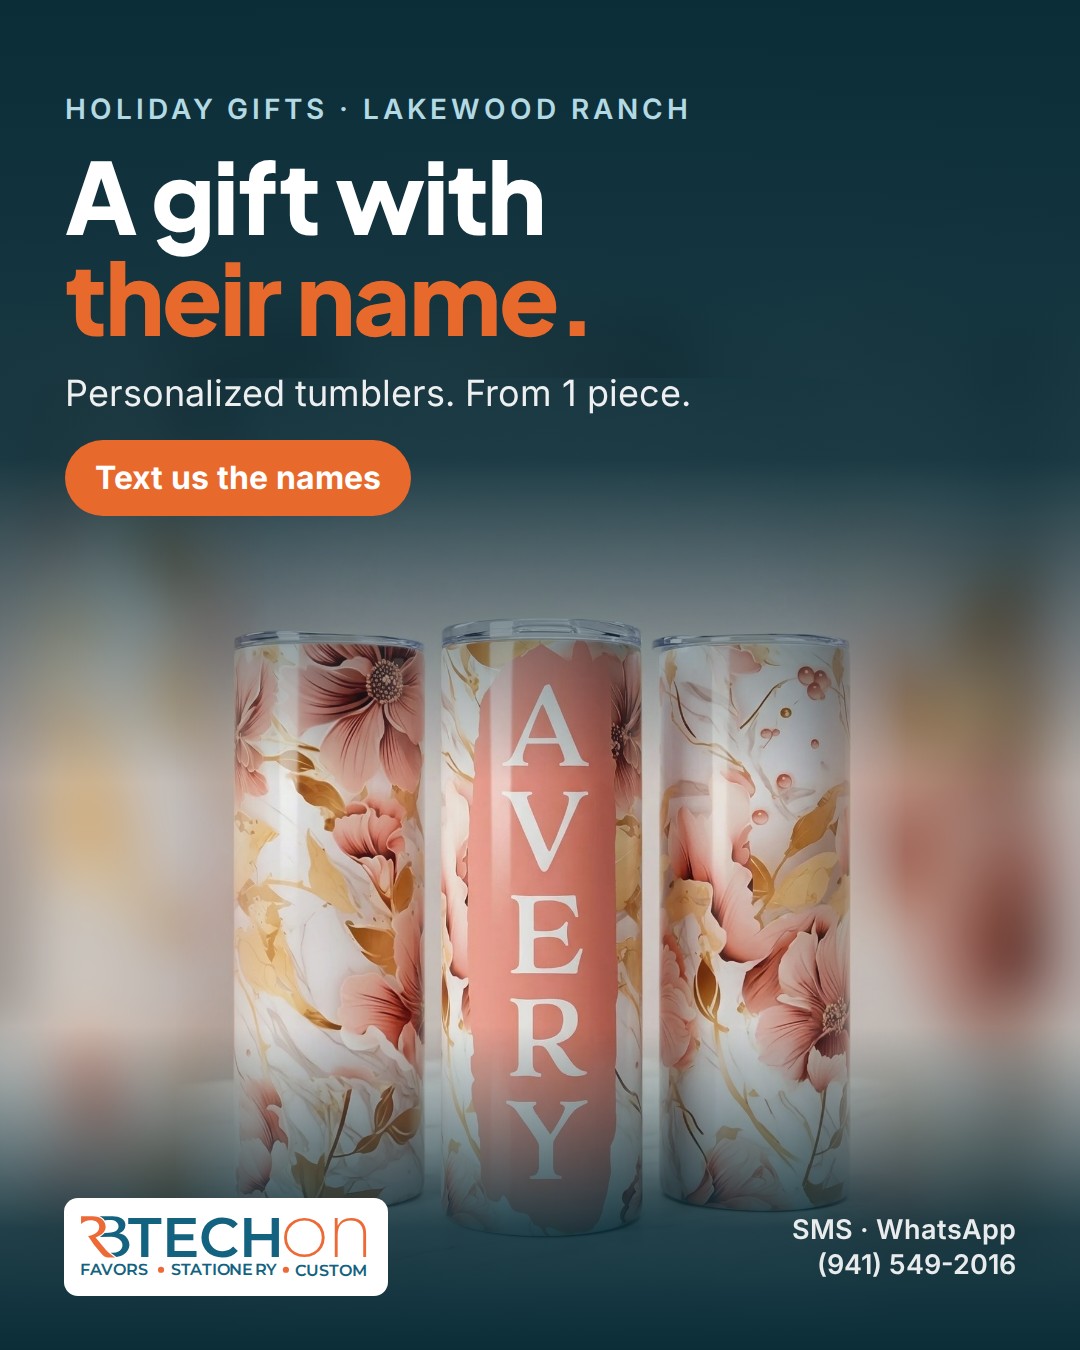 HOLIDAY GIFTS · LAKEWOOD RANCH
A gift with
their name.
Personalized tumblers. From 1 piece.
Text us the names
AVERY
RBTECHon
FAVORS • STATIONERY • CUSTOM
SMS · WhatsApp
(941) 549-2016